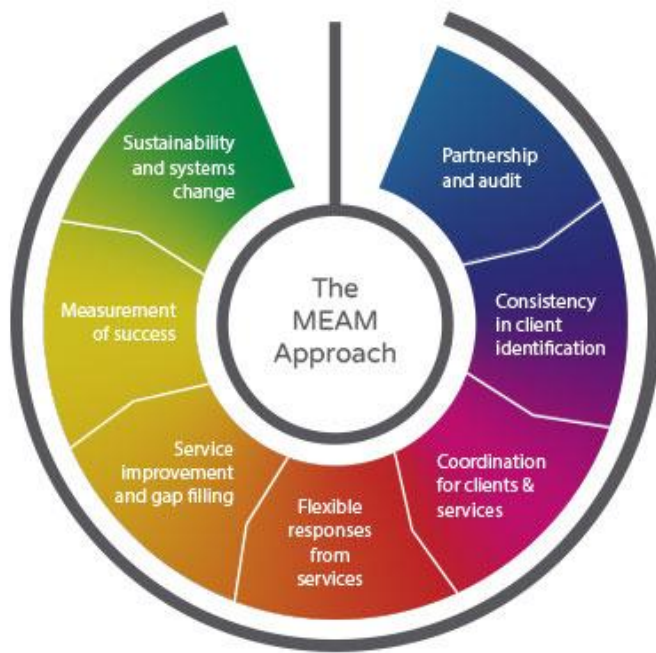 The
MEAM
Approach
Partnership
and audit
Consistency
in client
identification
Coordination
for clients &
services
Flexible
responses
from
services
Service
improvement
and gap filling
Measurement
of success
Sustainability
and systems
change